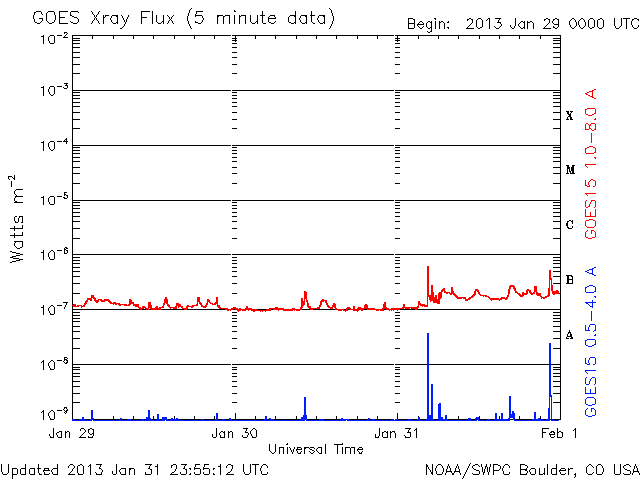 GOES Xray Flux (5 minute data)
Begin: 2013 Jan 29 0000 UTC
10⁻²
10⁻³
10⁻⁴
10⁻⁵
10⁻⁶
10⁻⁷
10⁻⁸
10⁻⁹
Watts m⁻²
X
M
C
B
A
GOES15 1.0-8.0 A
GOES15 0.5-4.0 A
Jan 29
Jan 30
Jan 31
Feb 1
Universal Time
Updated 2013 Jan 31 23:55:12 UTC
NOAA/SWPC Boulder, CO USA